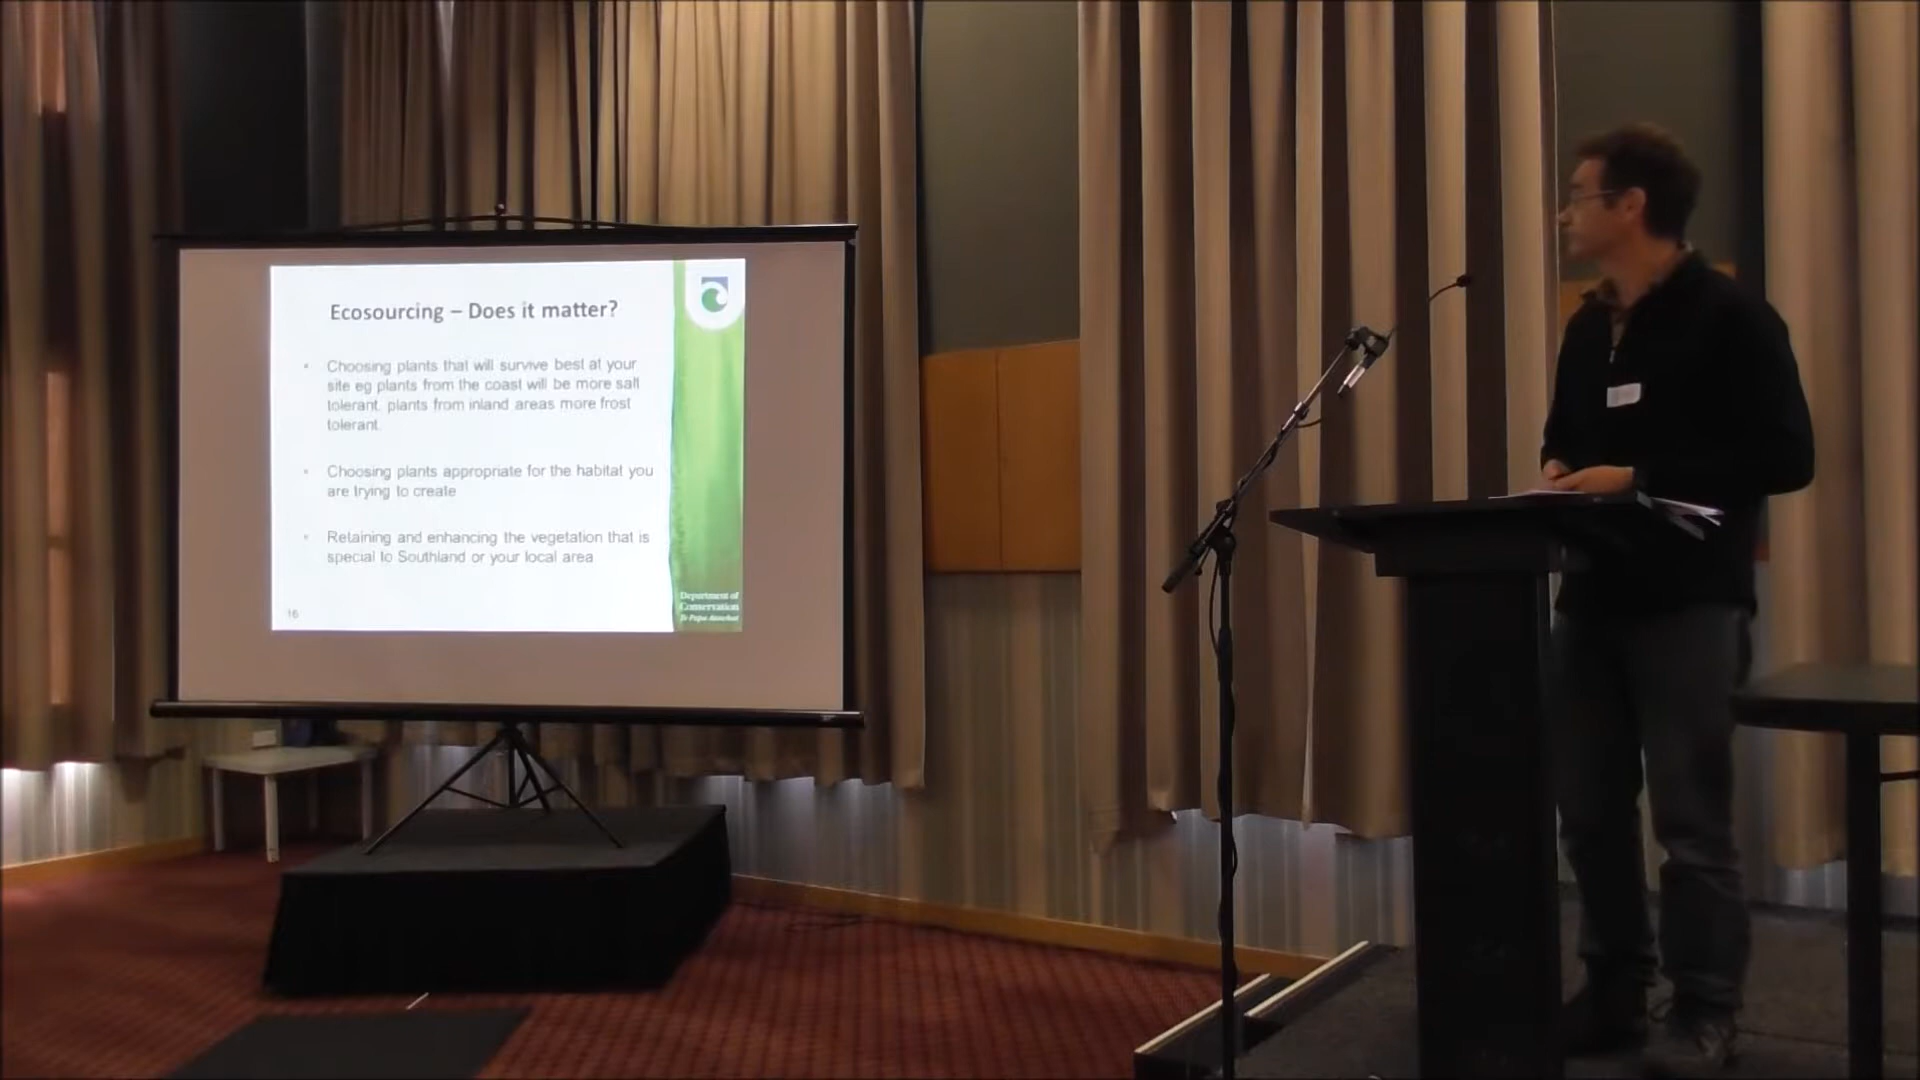 Ecosourcing – Does it matter?
• Choosing plants that will survive best at your
site eg plants from the coast will be more salt
tolerant, plants from inland areas more frost
tolerant.
• Choosing plants appropriate for the habitat you
are trying to create
• Retaining and enhancing the vegetation that is
special to Southland or your local area
16
Department of
Conservation
Te Papa Atawhai